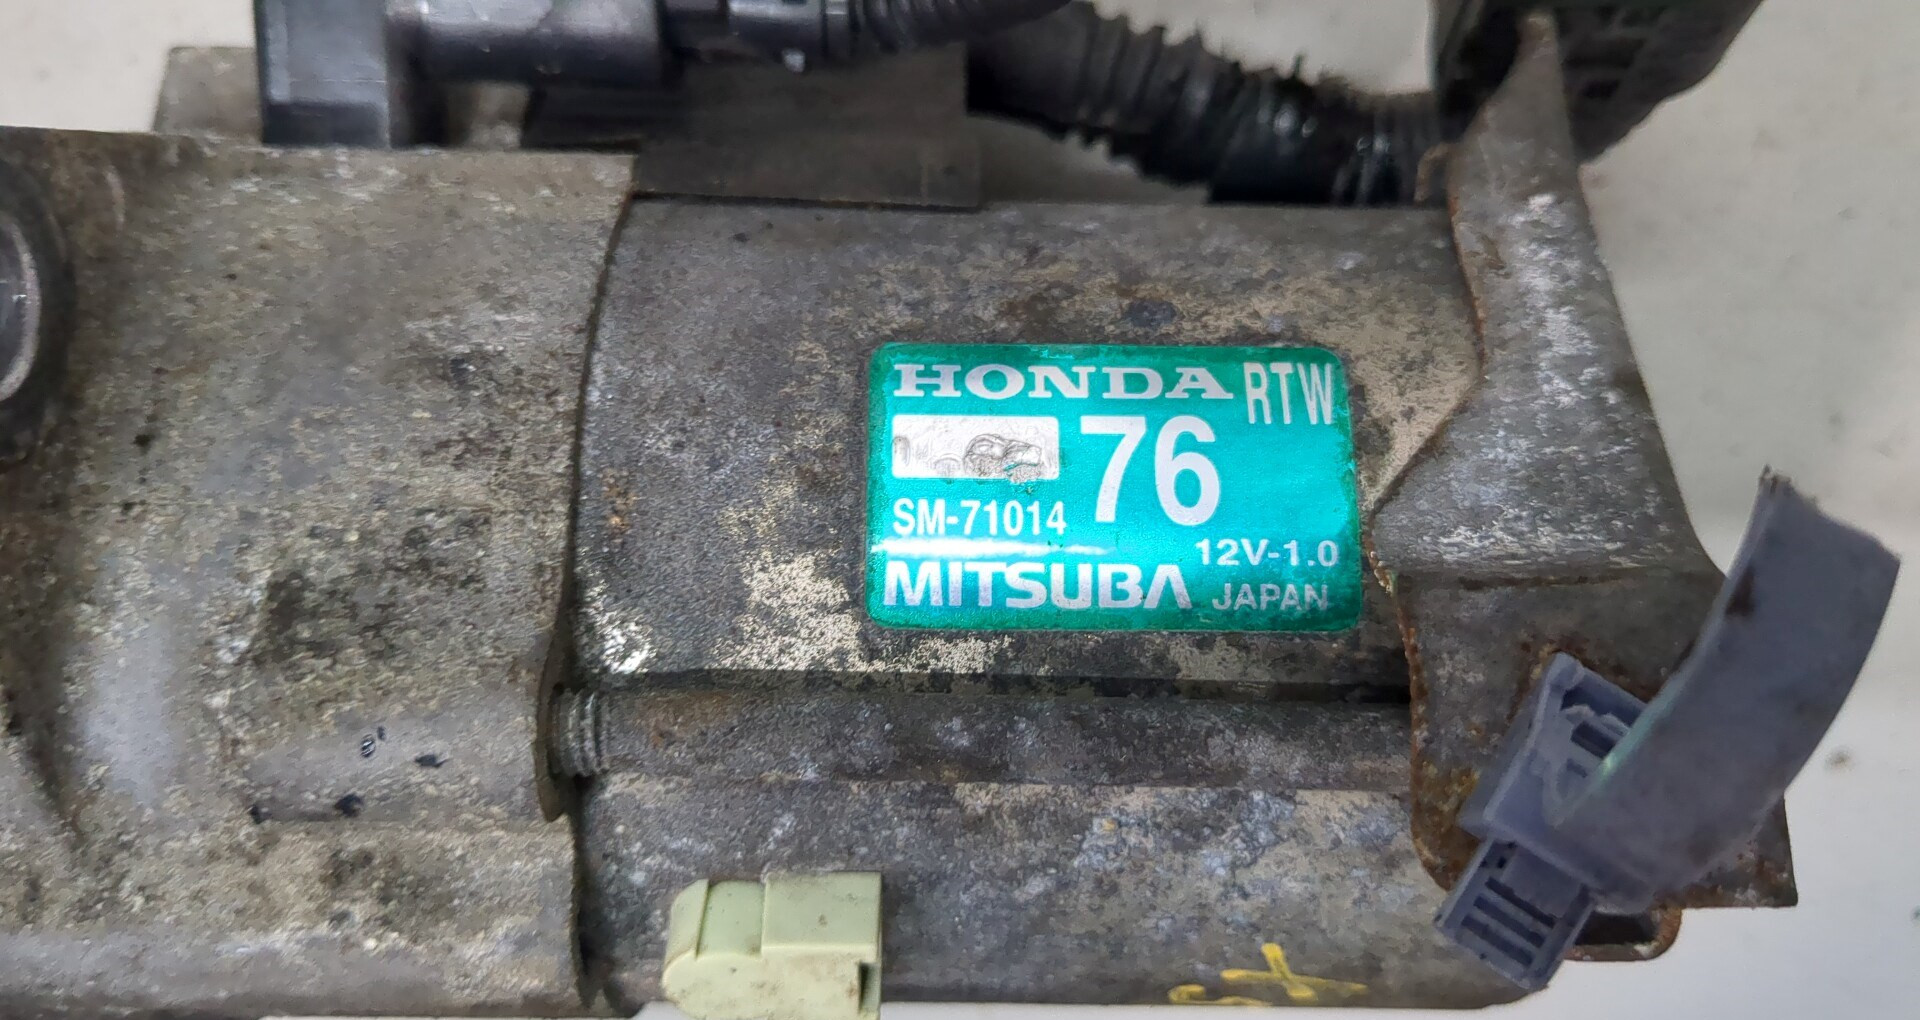 HONDA RTW
76
SM-71014
12V-1.0
MITSUBA JAPAN